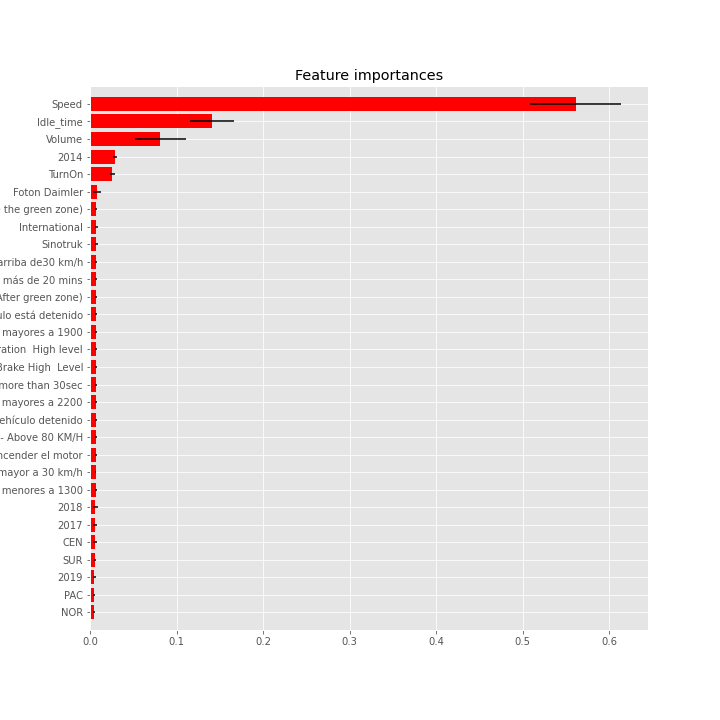 Feature importances
Speed
Idle_time
Volume
2014
TurnOn
Foton Daimler
the green zone)
International
Sinotruk
arriba de30 km/h
más de 20 mins
After green zone)
ulo está detenido
mayores a 1900
ration  High level
Brake High  Level
more than 30sec
mayores a 2200
ehículo detenido
- Above 80 KM/H
ncender el motor
mayor a 30 km/h
menores a 1300
2018
2017
CEN
SUR
2019
PAC
NOR
0.0 0.1 0.2 0.3 0.4 0.5 0.6